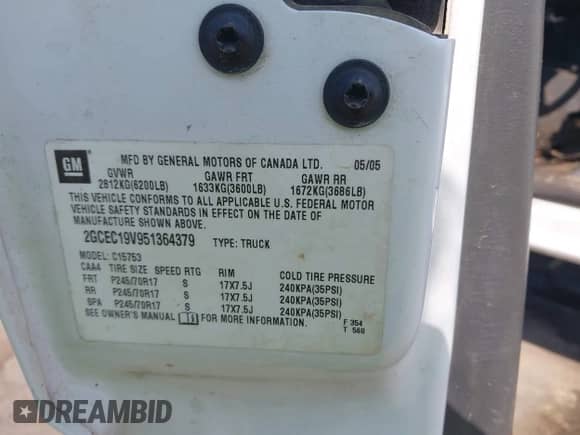 GM
MFD BY GENERAL MOTORS OF CANADA LTD. 05/05
GVWR GAWR FRT GAWR RR
2812KG(6200LB) 1633KG(3600LB) 1672KG(3686LB)
THIS VEHICLE CONFORMS TO ALL APPLICABLE U.S. FEDERAL MOTOR
VEHICLE SAFETY STANDARDS IN EFFECT ON THE DATE OF
MANUFACTURE SHOWN ABOVE.
2GCEC19V951364379 TYPE: TRUCK
MODEL: C15753
CAA4 TIRE SIZE SPEED RTG RIM COLD TIRE PRESSURE
FRT P245/70R17 S 17X7.5J 240KPA(35PSI)
RR P245/70R17 S 17X7.5J 240KPA(35PSI)
SPA P245/70R17 S 17X7.5J 240KPA(35PSI)
SEE OWNER'S MANUAL FOR MORE INFORMATION.
F 354
T 560
DREAMBID